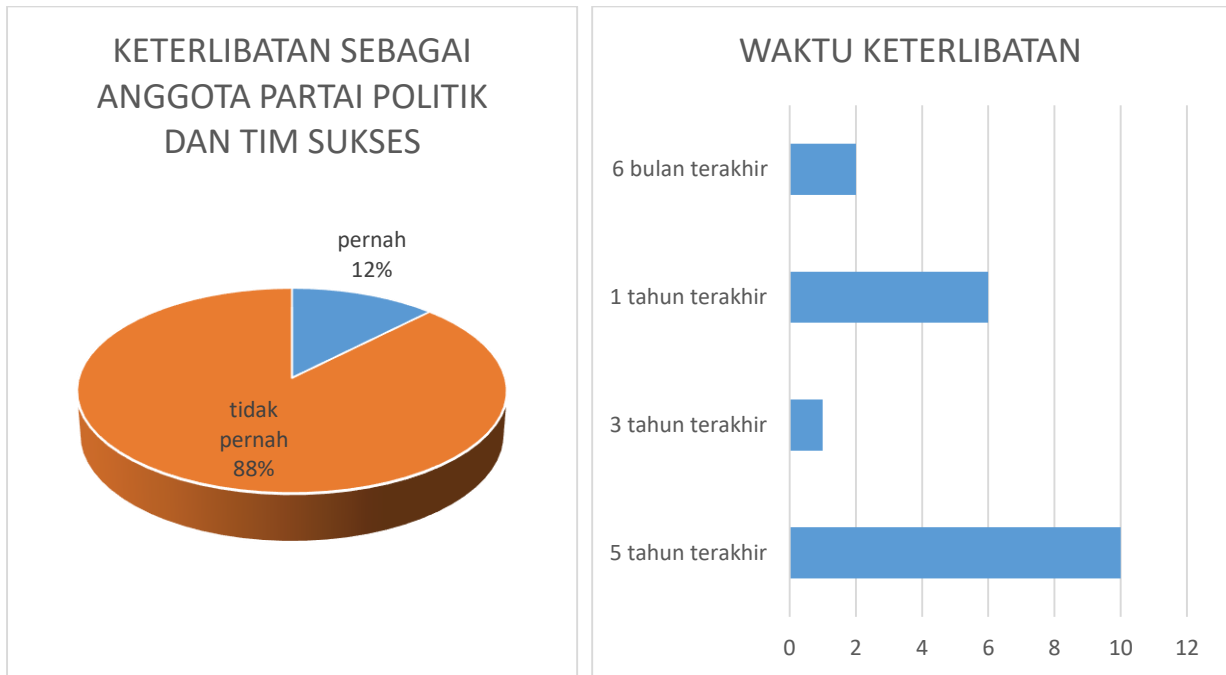 KETERLIBATAN SEBAGAI
ANGGOTA PARTAI POLITIK
DAN TIM SUKSES
pernah
12%
tidak
pernah
88%
WAKTU KETERLIBATAN
6 bulan terakhir
1 tahun terakhir
3 tahun terakhir
5 tahun terakhir
0 2 4 6 8 10 12